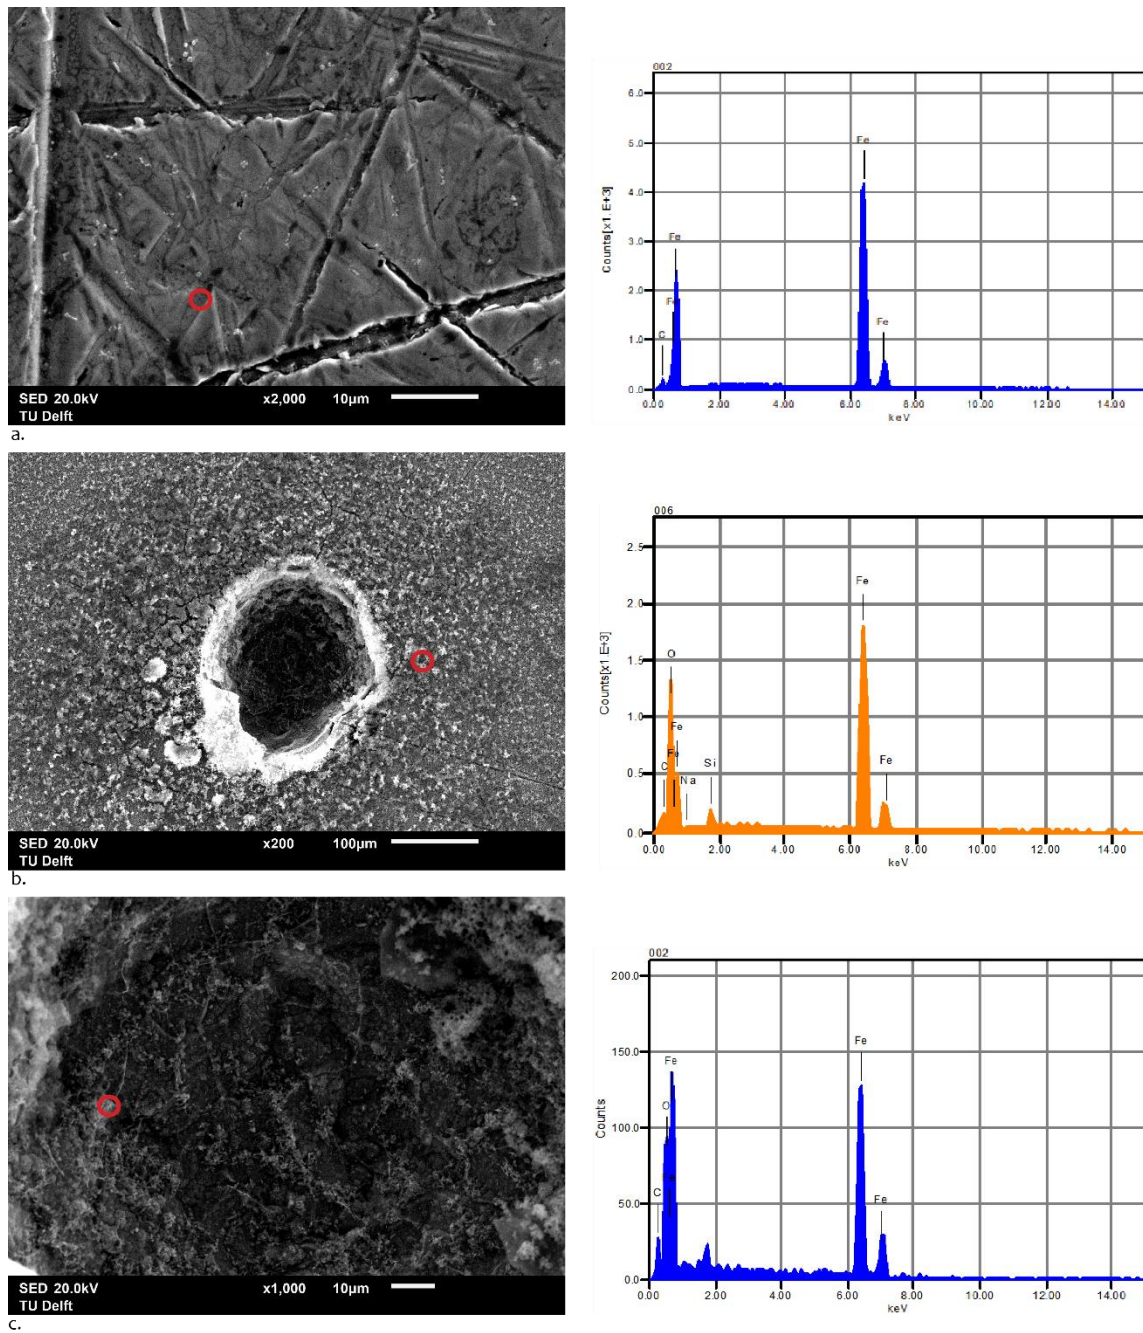 002
6.0
5.0
4.0
3.0
2.0
1.0
0.0
Counts[x1.E+3]
Fe
Fe
Fe
Fe
C
0.00 2.00 4.00 6.00 8.00 10.00 12.00 14.00
keV
SED 20.0kV x2,000 10µm
TU Delft
a.
006
2.5
2.0
1.5
1.0
0.5
0.0
Counts[x1.E+3]
Fe
O
Fe
Fe
C
Na
Si
Fe
0.00 2.00 4.00 6.00 8.00 10.00 12.00 14.00
keV
SED 20.0kV x200 100µm
TU Delft
b.
002
200.0
150.0
100.0
50.0
0.0
Counts
Fe
Fe
O
C
Fe
0.00 2.00 4.00 6.00 8.00 10.00 12.00 14.00
keV
SED 20.0kV x1,000 10µm
TU Delft
c.